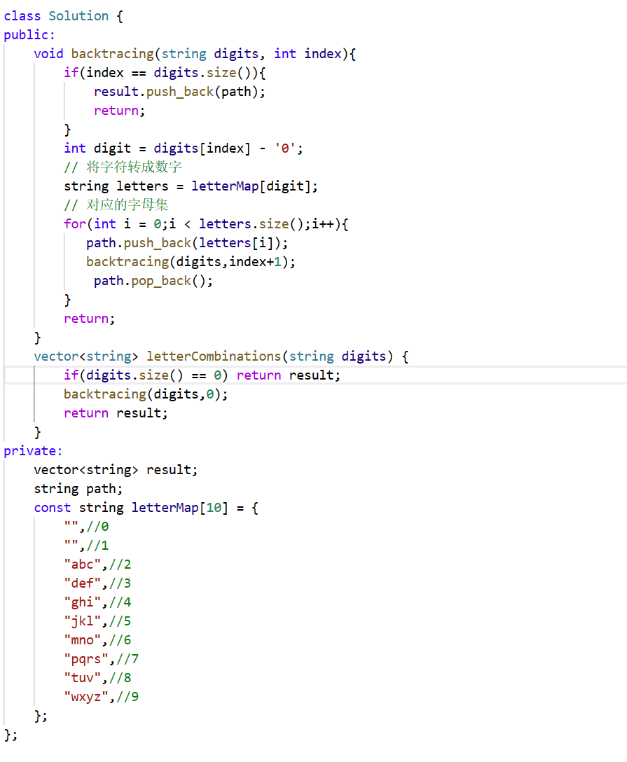 class Solution {
public:
    void backtracing(string digits, int index){
        if(index == digits.size()){
            result.push_back(path);
            return;
        }
        int digit = digits[index] - '0';
        // 将字符转成数字
        string letters = letterMap[digit];
        // 对应的字母集
        for(int i = 0;i < letters.size();i++){
           path.push_back(letters[i]);
           backtracing(digits,index+1);
            path.pop_back();
        }
        return;
    }
    vector<string> letterCombinations(string digits) {
        if(digits.size() == 0) return result;
        backtracing(digits,0);
        return result;
    }
private:
    vector<string> result;
    string path;
    const string letterMap[10] = {
        "",//0
        "",//1
        "abc",//2
        "def",//3
        "ghi",//4
        "jkl",//5
        "mno",//6
        "pqrs",//7
        "tuv",//8
        "wxyz",//9
    };
};